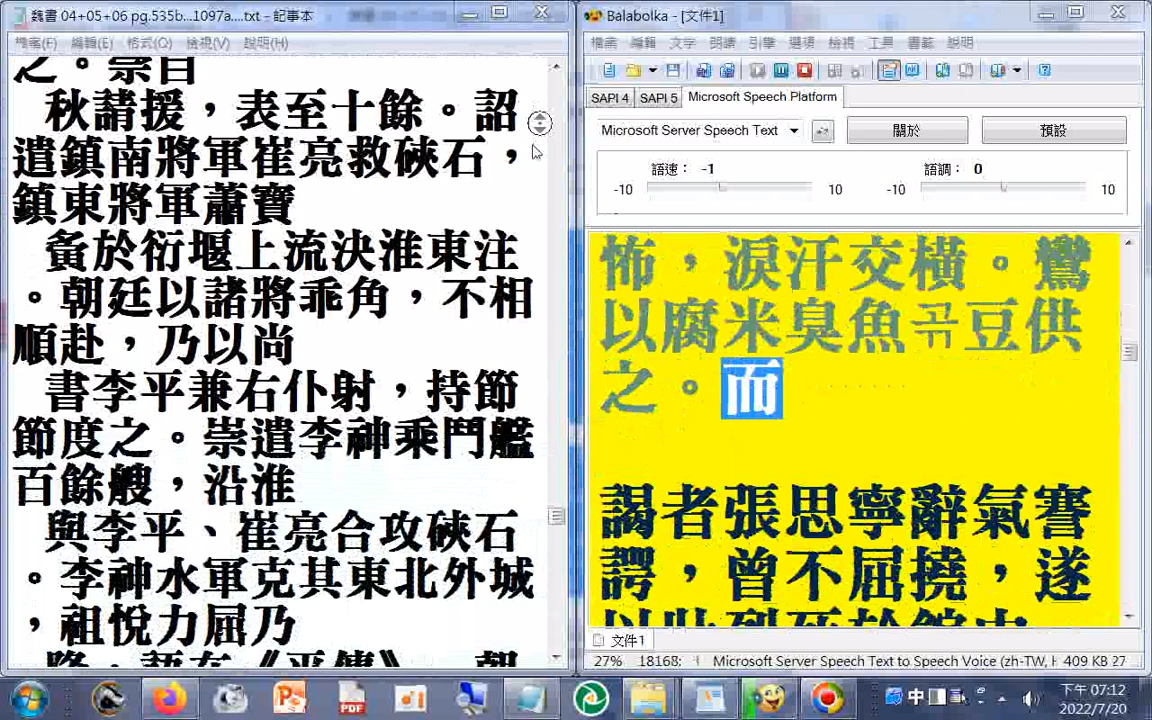 魏書 04+05+06 pg.535b...1097a....txt - 記事本
檔案(F) 編輯(E) 格式(O) 檢視(V) 說明(H)
之。崇自
秋請援，表至十餘。詔
遣鎮南將軍崔亮救硤石，
鎮東將軍蕭寶
夤於衍堰上流決淮東注
。朝廷以諸將乖角，不相
順赴，乃以尚
書李平兼右仆射，持節
節度之。崇遣李神乘鬥艦
百餘艘，沿淮
與李平、崔亮合攻硤石
。李神水軍克其東北外城
，祖悅力屈乃
Balabolka - [文件1]
檔案 編輯 文字 朗讀 引擎 選項 檢視 工具 書籤 說明
SAPI 4 SAPI 5 Microsoft Speech Platform
Microsoft Server Speech Text 關於 預設
語速： -1 語調： 0
-10 10 -10 10
怖，淚汗交橫。鸞
以腐米臭魚꾺豆供
之。而
謁者張思寧辭氣謇
諤，曾不屈撓，遂
文件1
27% 18168: Microsoft Server Speech Text to Speech Voice (zh-TW, H 409 KB 27
中 下午 07:12
2022/7/20